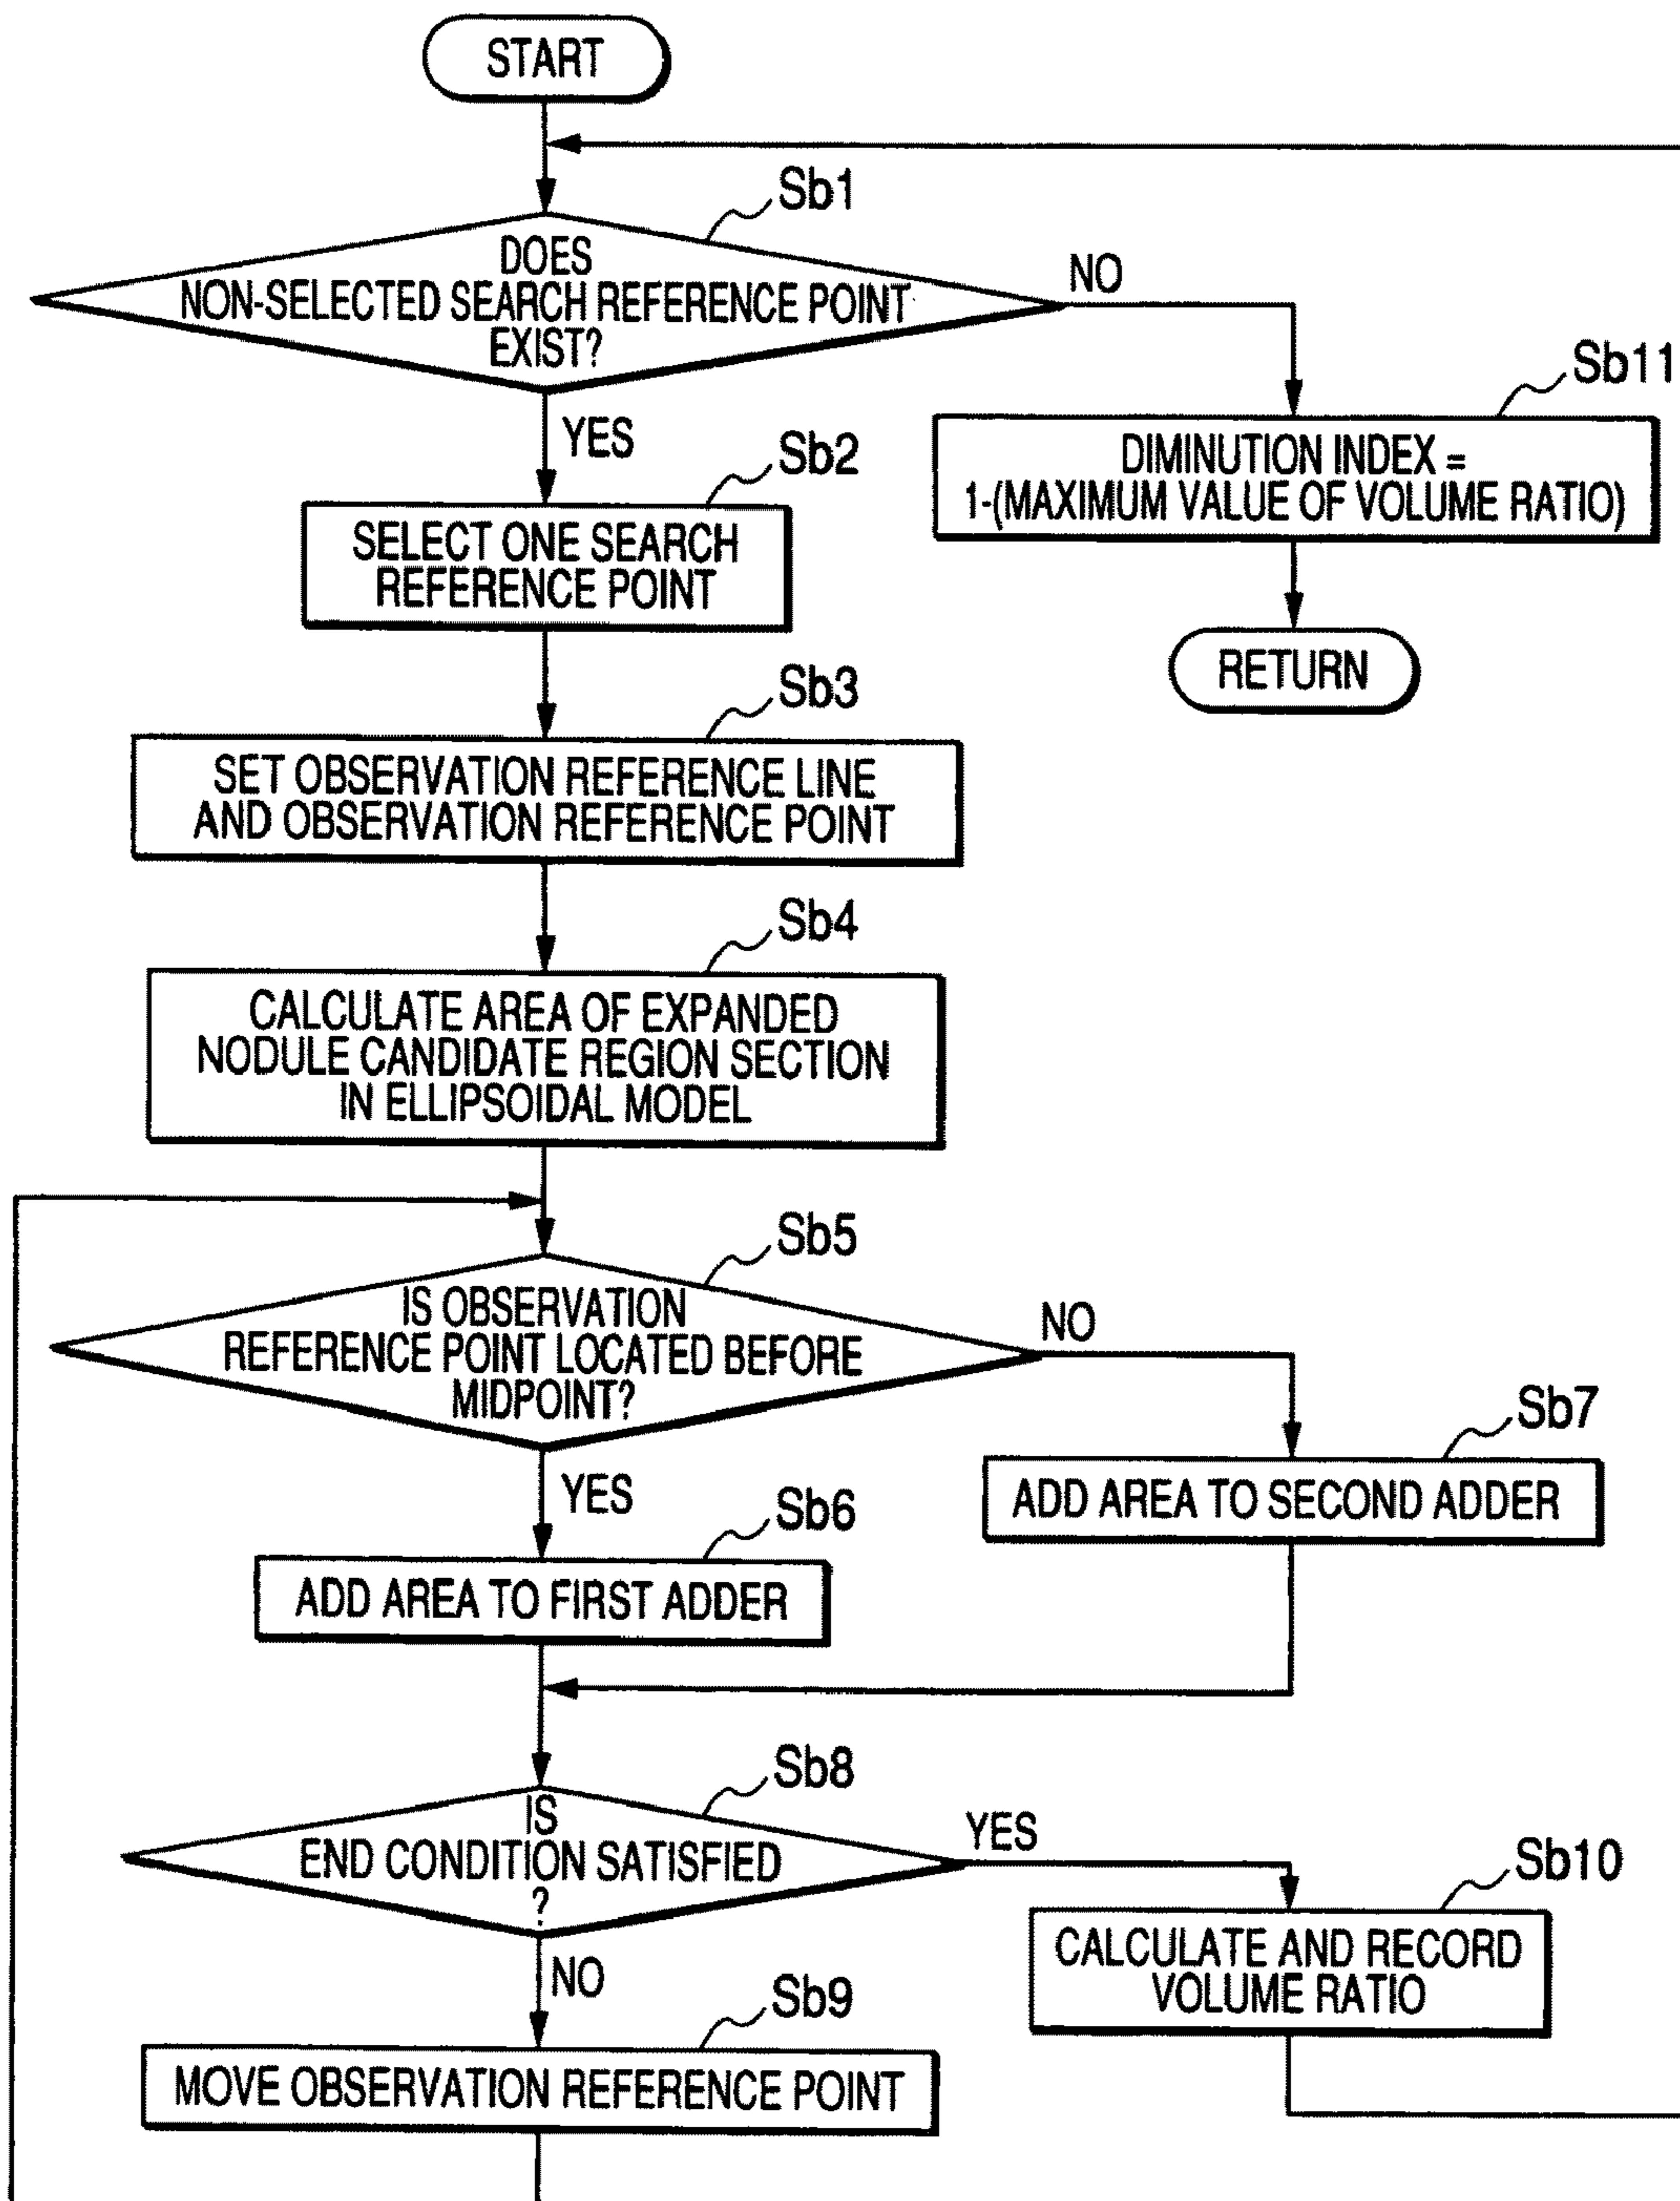 START
Sb1
DOES
NON-SELECTED SEARCH REFERENCE POINT
EXIST?
NO
YES
Sb11
DIMINUTION INDEX =
1-(MAXIMUM VALUE OF VOLUME RATIO)
RETURN
Sb2
SELECT ONE SEARCH
REFERENCE POINT
Sb3
SET OBSERVATION REFERENCE LINE
AND OBSERVATION REFERENCE POINT
Sb4
CALCULATE AREA OF EXPANDED
NODULE CANDIDATE REGION SECTION
IN ELLIPSOIDAL MODEL
Sb5
IS OBSERVATION
REFERENCE POINT LOCATED BEFORE
MIDPOINT?
NO
YES
Sb7
ADD AREA TO SECOND ADDER
Sb6
ADD AREA TO FIRST ADDER
Sb8
IS
END CONDITION SATISFIED
?
YES
NO
Sb10
CALCULATE AND RECORD
VOLUME RATIO
Sb9
MOVE OBSERVATION REFERENCE POINT